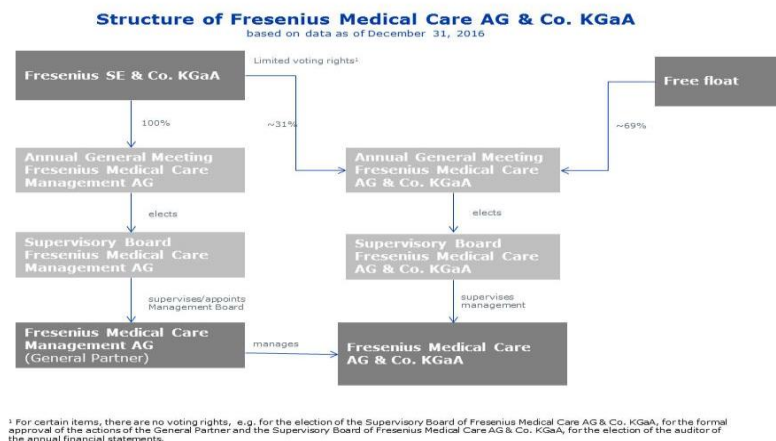 Structure of Fresenius Medical Care AG & Co. KGaA
based on data as of December 31, 2016
Limited voting rights¹
Fresenius SE & Co. KGaA
Free float
100%
~31%
~69%
Annual General Meeting
Fresenius Medical Care
Management AG
Annual General Meeting
Fresenius Medical Care
AG & Co. KGaA
elects
elects
Supervisory Board
Fresenius Medical Care
Management AG
Supervisory Board
Fresenius Medical Care
AG & Co. KGaA
supervises/appoints
Management Board
supervises
management
Fresenius Medical Care
Management AG
(General Partner)
manages
Fresenius Medical Care
AG & Co. KGaA
¹ For certain items, there are no voting rights, e.g. for the election of the Supervisory Board of Fresenius Medical Care AG & Co. KGaA, for the formal
approval of the actions of the General Partner and the Supervisory Board of Fresenius Medical Care AG & Co. KGaA, for the election of the auditor of
the annual financial statements.